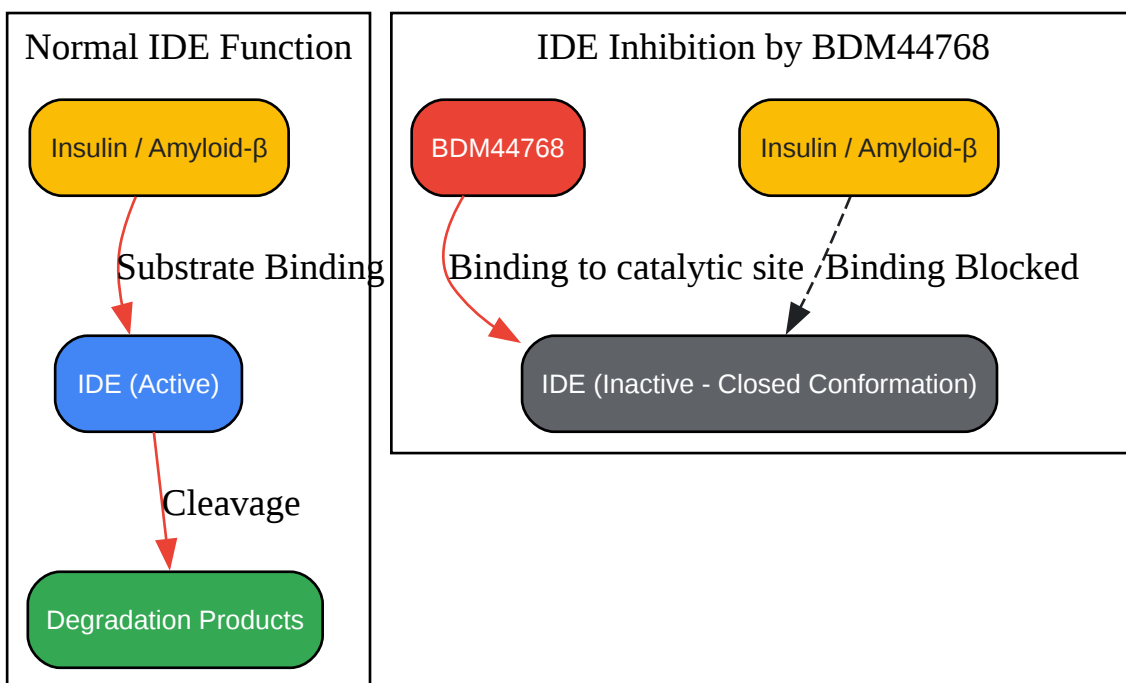 Normal IDE Function
Insulin / Amyloid-β
Substrate Binding
IDE (Active)
Cleavage
Degradation Products
IDE Inhibition by BDM44768
BDM44768
Insulin / Amyloid-β
Binding to catalytic site
Binding Blocked
IDE (Inactive - Closed Conformation)